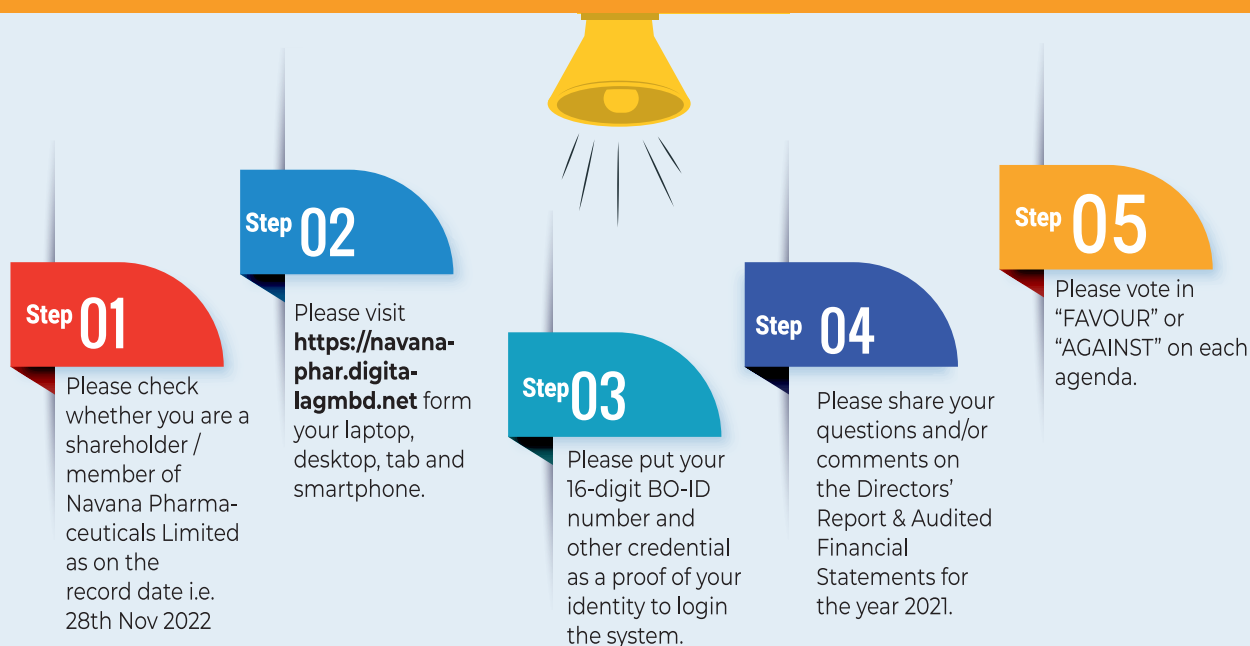 Step 01
Please check
whether you are a
shareholder /
member of
Navana Pharma-
ceuticals Limited
as on the
record date i.e.
28th Nov 2022
Step 02
Please visit
https://navana-
phar.digita-
lagmbd.net form
your laptop,
desktop, tab and
smartphone.
Step 03
Please put your
16-digit BO-ID
number and
other credential
as a proof of your
identity to login
the system.
Step 04
Please share your
questions and/or
comments on
the Directors’
Report & Audited
Financial
Statements for
the year 2021.
Step 05
Please vote in
“FAVOUR” or
“AGAINST” on each
agenda.